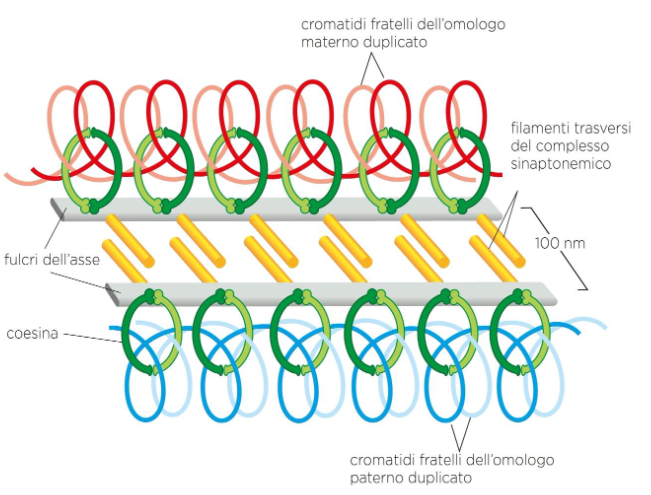 cromatidi fratelli dell'omologo
materno duplicato
filamenti trasversi
del complesso
sinaptonemico
100 nm
fulcri dell'asse
coesina
cromatidi fratelli dell'omologo
paterno duplicato